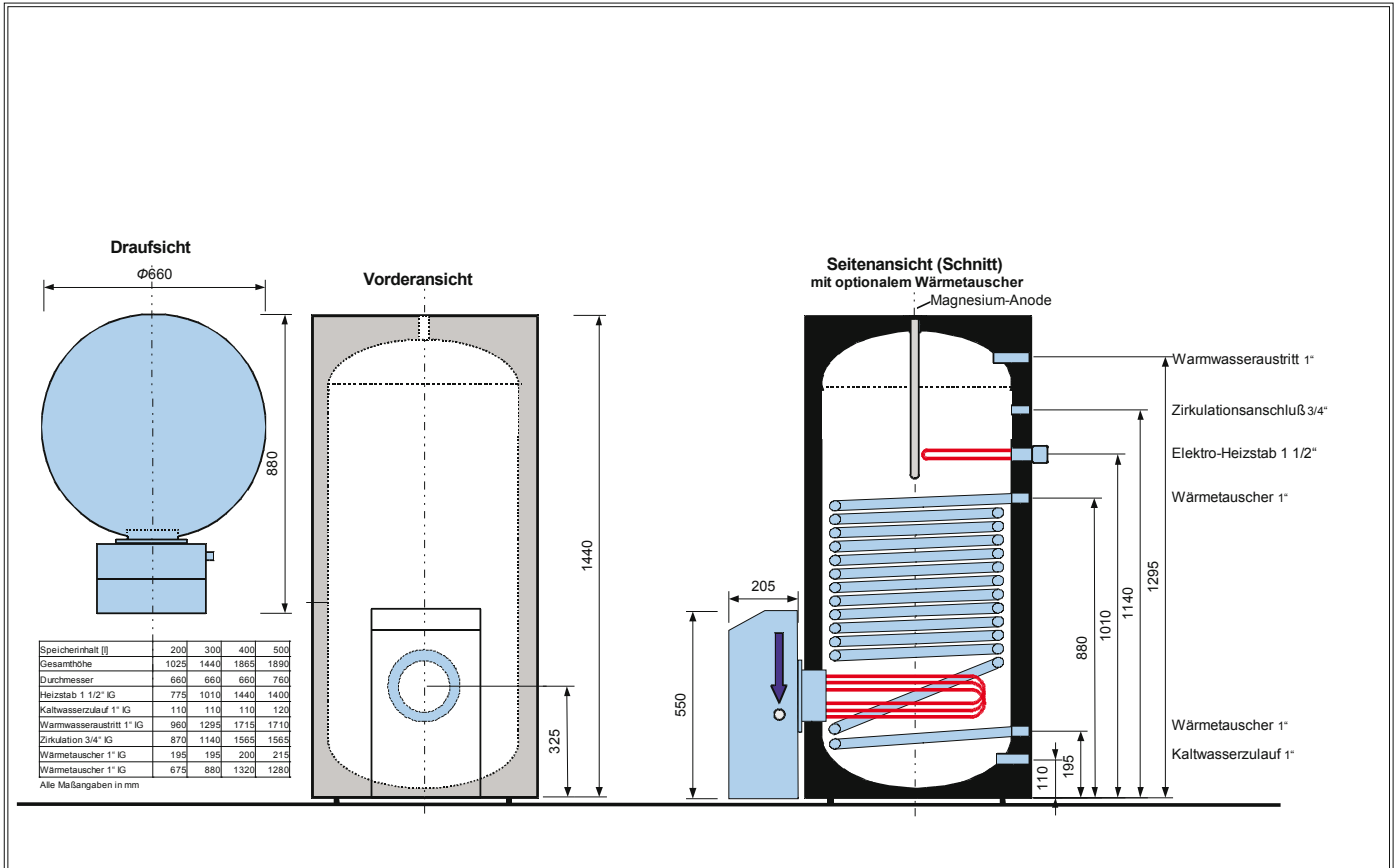 Draufsicht
Φ660
880
Vorderansicht
1440
325
Seitenansicht (Schnitt)
mit optionalem Wärmetauscher
Magnesium-Anode
Warmwasseraustritt 1“
Zirkulationsanschluß 3/4“
Elektro-Heizstab 1 1/2“
Wärmetauscher 1“
Wärmetauscher 1“
Kaltwasserzulauf 1“
205
550
110
195
880
1010
1140
1295
Speicherinhalt [l] 200 300 400 500
Gesamthöhe 1025 1440 1865 1890
Durchmesser 660 660 660 760
Heizstab 1 1/2" IG 775 1010 1440 1400
Kaltwasserzulauf 1" IG 110 110 110 120
Warmwasseraustritt 1" IG 960 1295 1715 1710
Zirkulation 3/4" IG 870 1140 1565 1565
Wärmetauscher 1" IG 195 195 200 215
Wärmetauscher 1" IG 675 880 1320 1280
Alle Maßangaben in mm